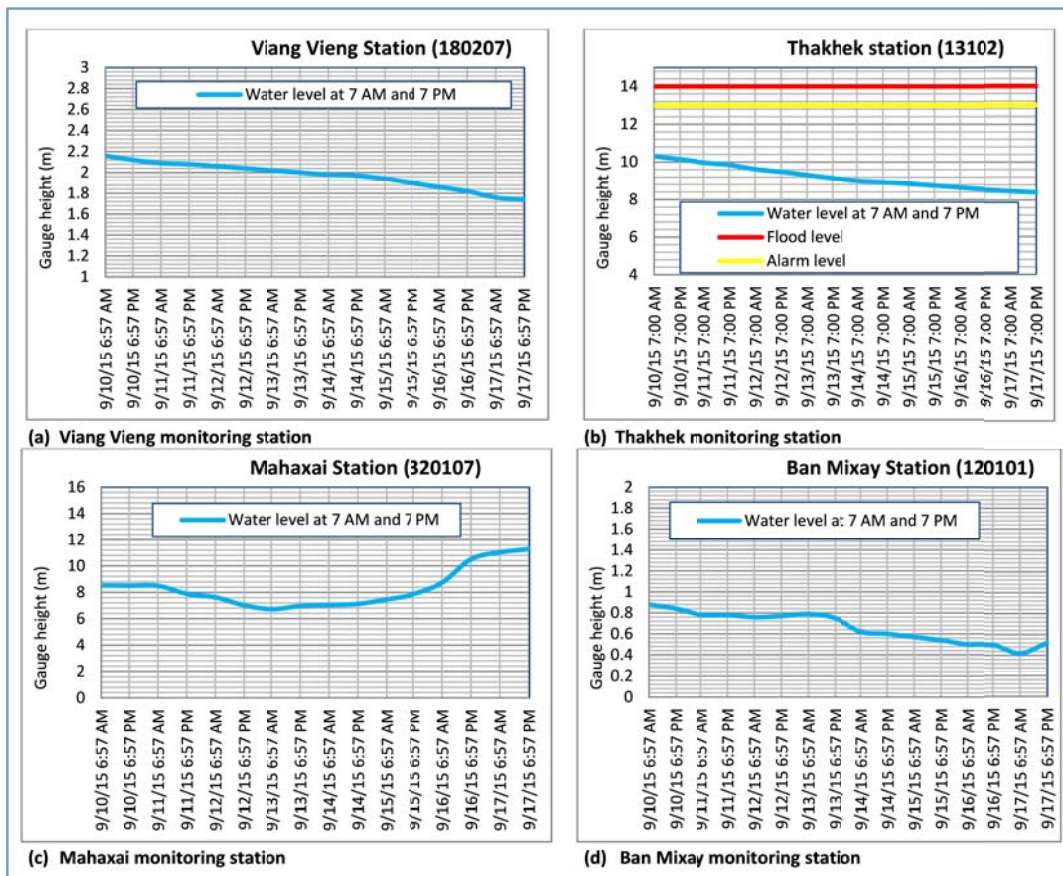 Viang Vieng Station (180207)
3
2.8
2.6
2.4
2.2
2
1.8
1.6
1.4
1.2
1
Gauge height (m)
Water level at 7 AM and 7 PM
9/10/15 6:57 AM
9/10/15 6:57 PM
9/11/15 6:57 AM
9/11/15 6:57 PM
9/12/15 6:57 AM
9/12/15 6:57 PM
9/13/15 6:57 AM
9/13/15 6:57 PM
9/14/15 6:57 AM
9/14/15 6:57 PM
9/15/15 6:57 AM
9/15/15 6:57 PM
9/16/15 6:57 AM
9/16/15 6:57 PM
9/17/15 6:57 AM
9/17/15 6:57 PM
(a) Viang Vieng monitoring station
Thakhek station (13102)
14
12
10
8
6
4
Gauge height (m)
Water level at 7 AM and 7 PM
Flood level
Alarm level
9/10/15 7:00 AM
9/10/15 7:00 PM
9/11/15 7:00 AM
9/11/15 7:00 PM
9/12/15 7:00 AM
9/12/15 7:00 PM
9/13/15 7:00 AM
9/13/15 7:00 PM
9/14/15 7:00 AM
9/14/15 7:00 PM
9/15/15 7:00 AM
9/15/15 7:00 PM
9/16/15 7:00 AM
9/16/15 7:00 PM
9/17/15 7:00 AM
9/17/15 7:00 PM
(b) Thakhek monitoring station
Mahaxai Station (320107)
16
14
12
10
8
6
4
2
0
Gauge height (m)
Water level at 7 AM and 7 PM
9/10/15 6:57 AM
9/10/15 6:57 PM
9/11/15 6:57 AM
9/11/15 6:57 PM
9/12/15 6:57 AM
9/12/15 6:57 PM
9/13/15 6:57 AM
9/13/15 6:57 PM
9/14/15 6:57 AM
9/14/15 6:57 PM
9/15/15 6:57 AM
9/15/15 6:57 PM
9/16/15 6:57 AM
9/16/15 6:57 PM
9/17/15 6:57 AM
9/17/15 6:57 PM
(c) Mahaxai monitoring station
Ban Mixay Station (120101)
2
1.8
1.6
1.4
1.2
1
0.8
0.6
0.4
0.2
0
Gauge height (m)
Water level at 7 AM and 7 PM
9/10/15 6:57 AM
9/10/15 6:57 PM
9/11/15 6:57 AM
9/11/15 6:57 PM
9/12/15 6:57 AM
9/12/15 6:57 PM
9/13/15 6:57 AM
9/13/15 6:57 PM
9/14/15 6:57 AM
9/14/15 6:57 PM
9/15/15 6:57 AM
9/15/15 6:57 PM
9/16/15 6:57 AM
9/16/15 6:57 PM
9/17/15 6:57 AM
9/17/15 6:57 PM
(d) Ban Mixay monitoring station